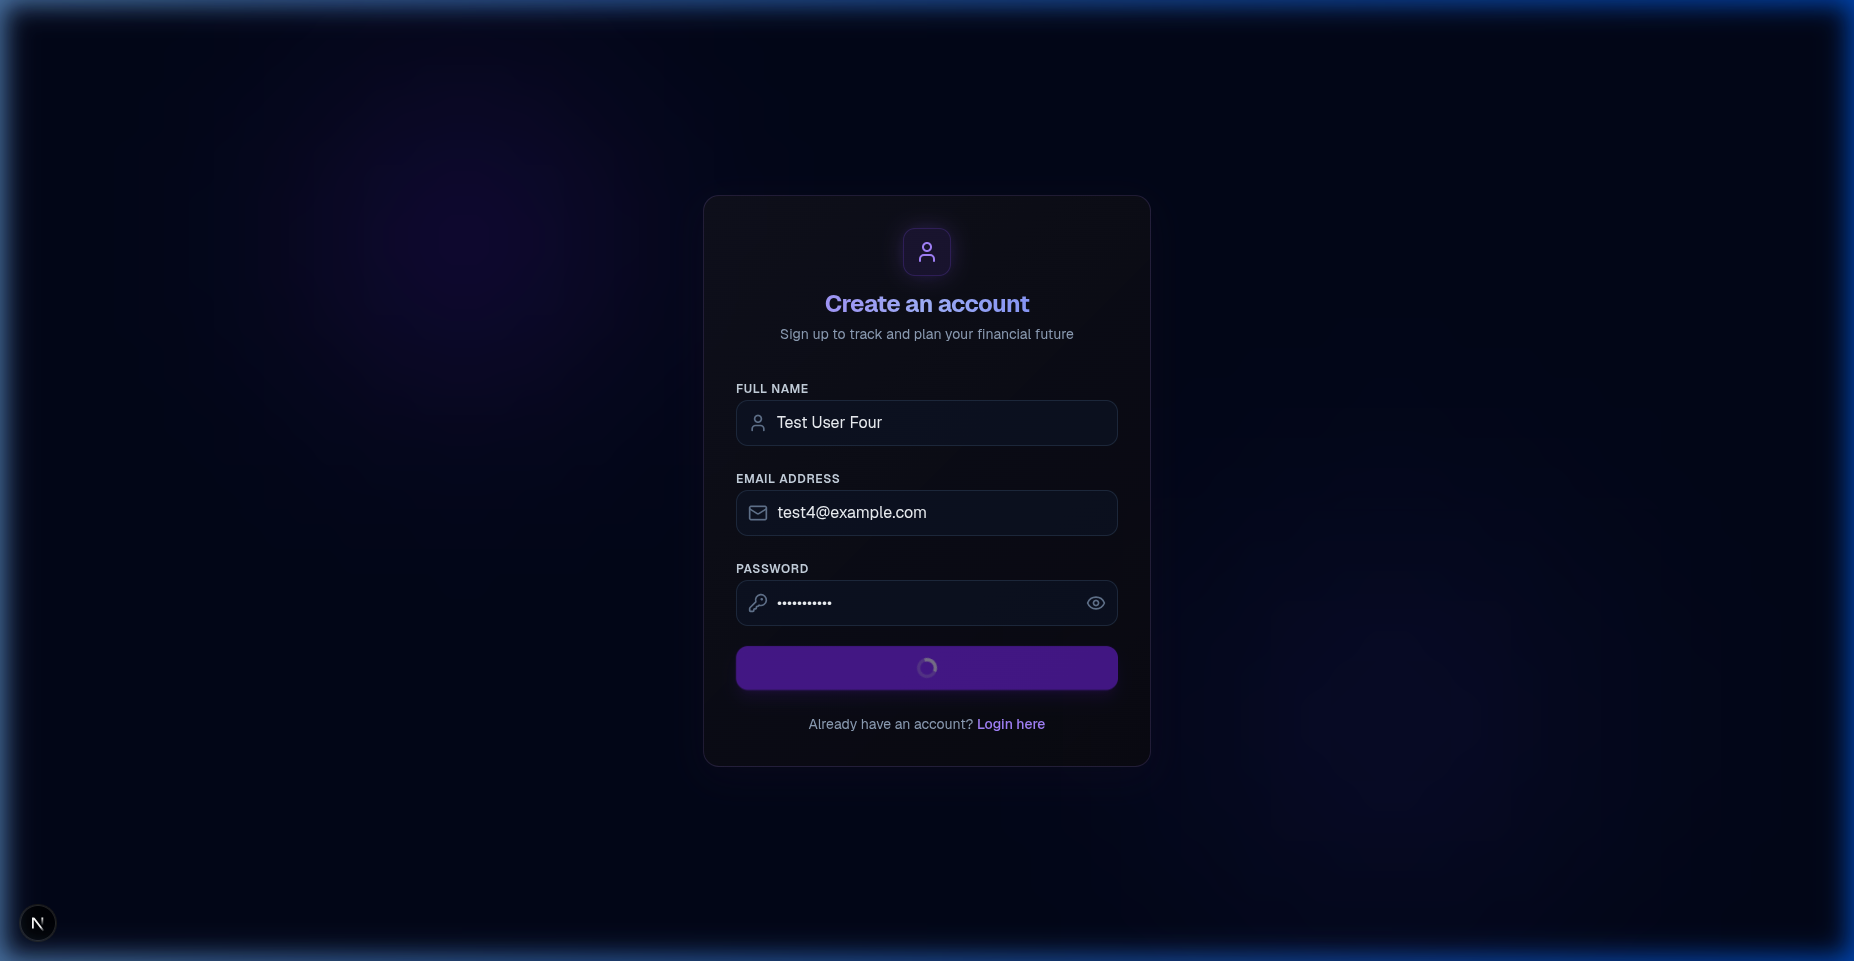 Create an account
Sign up to track and plan your financial future
FULL NAME
Test User Four
EMAIL ADDRESS
test4@example.com
PASSWORD
•••••••••••
Already have an account? Login here
N